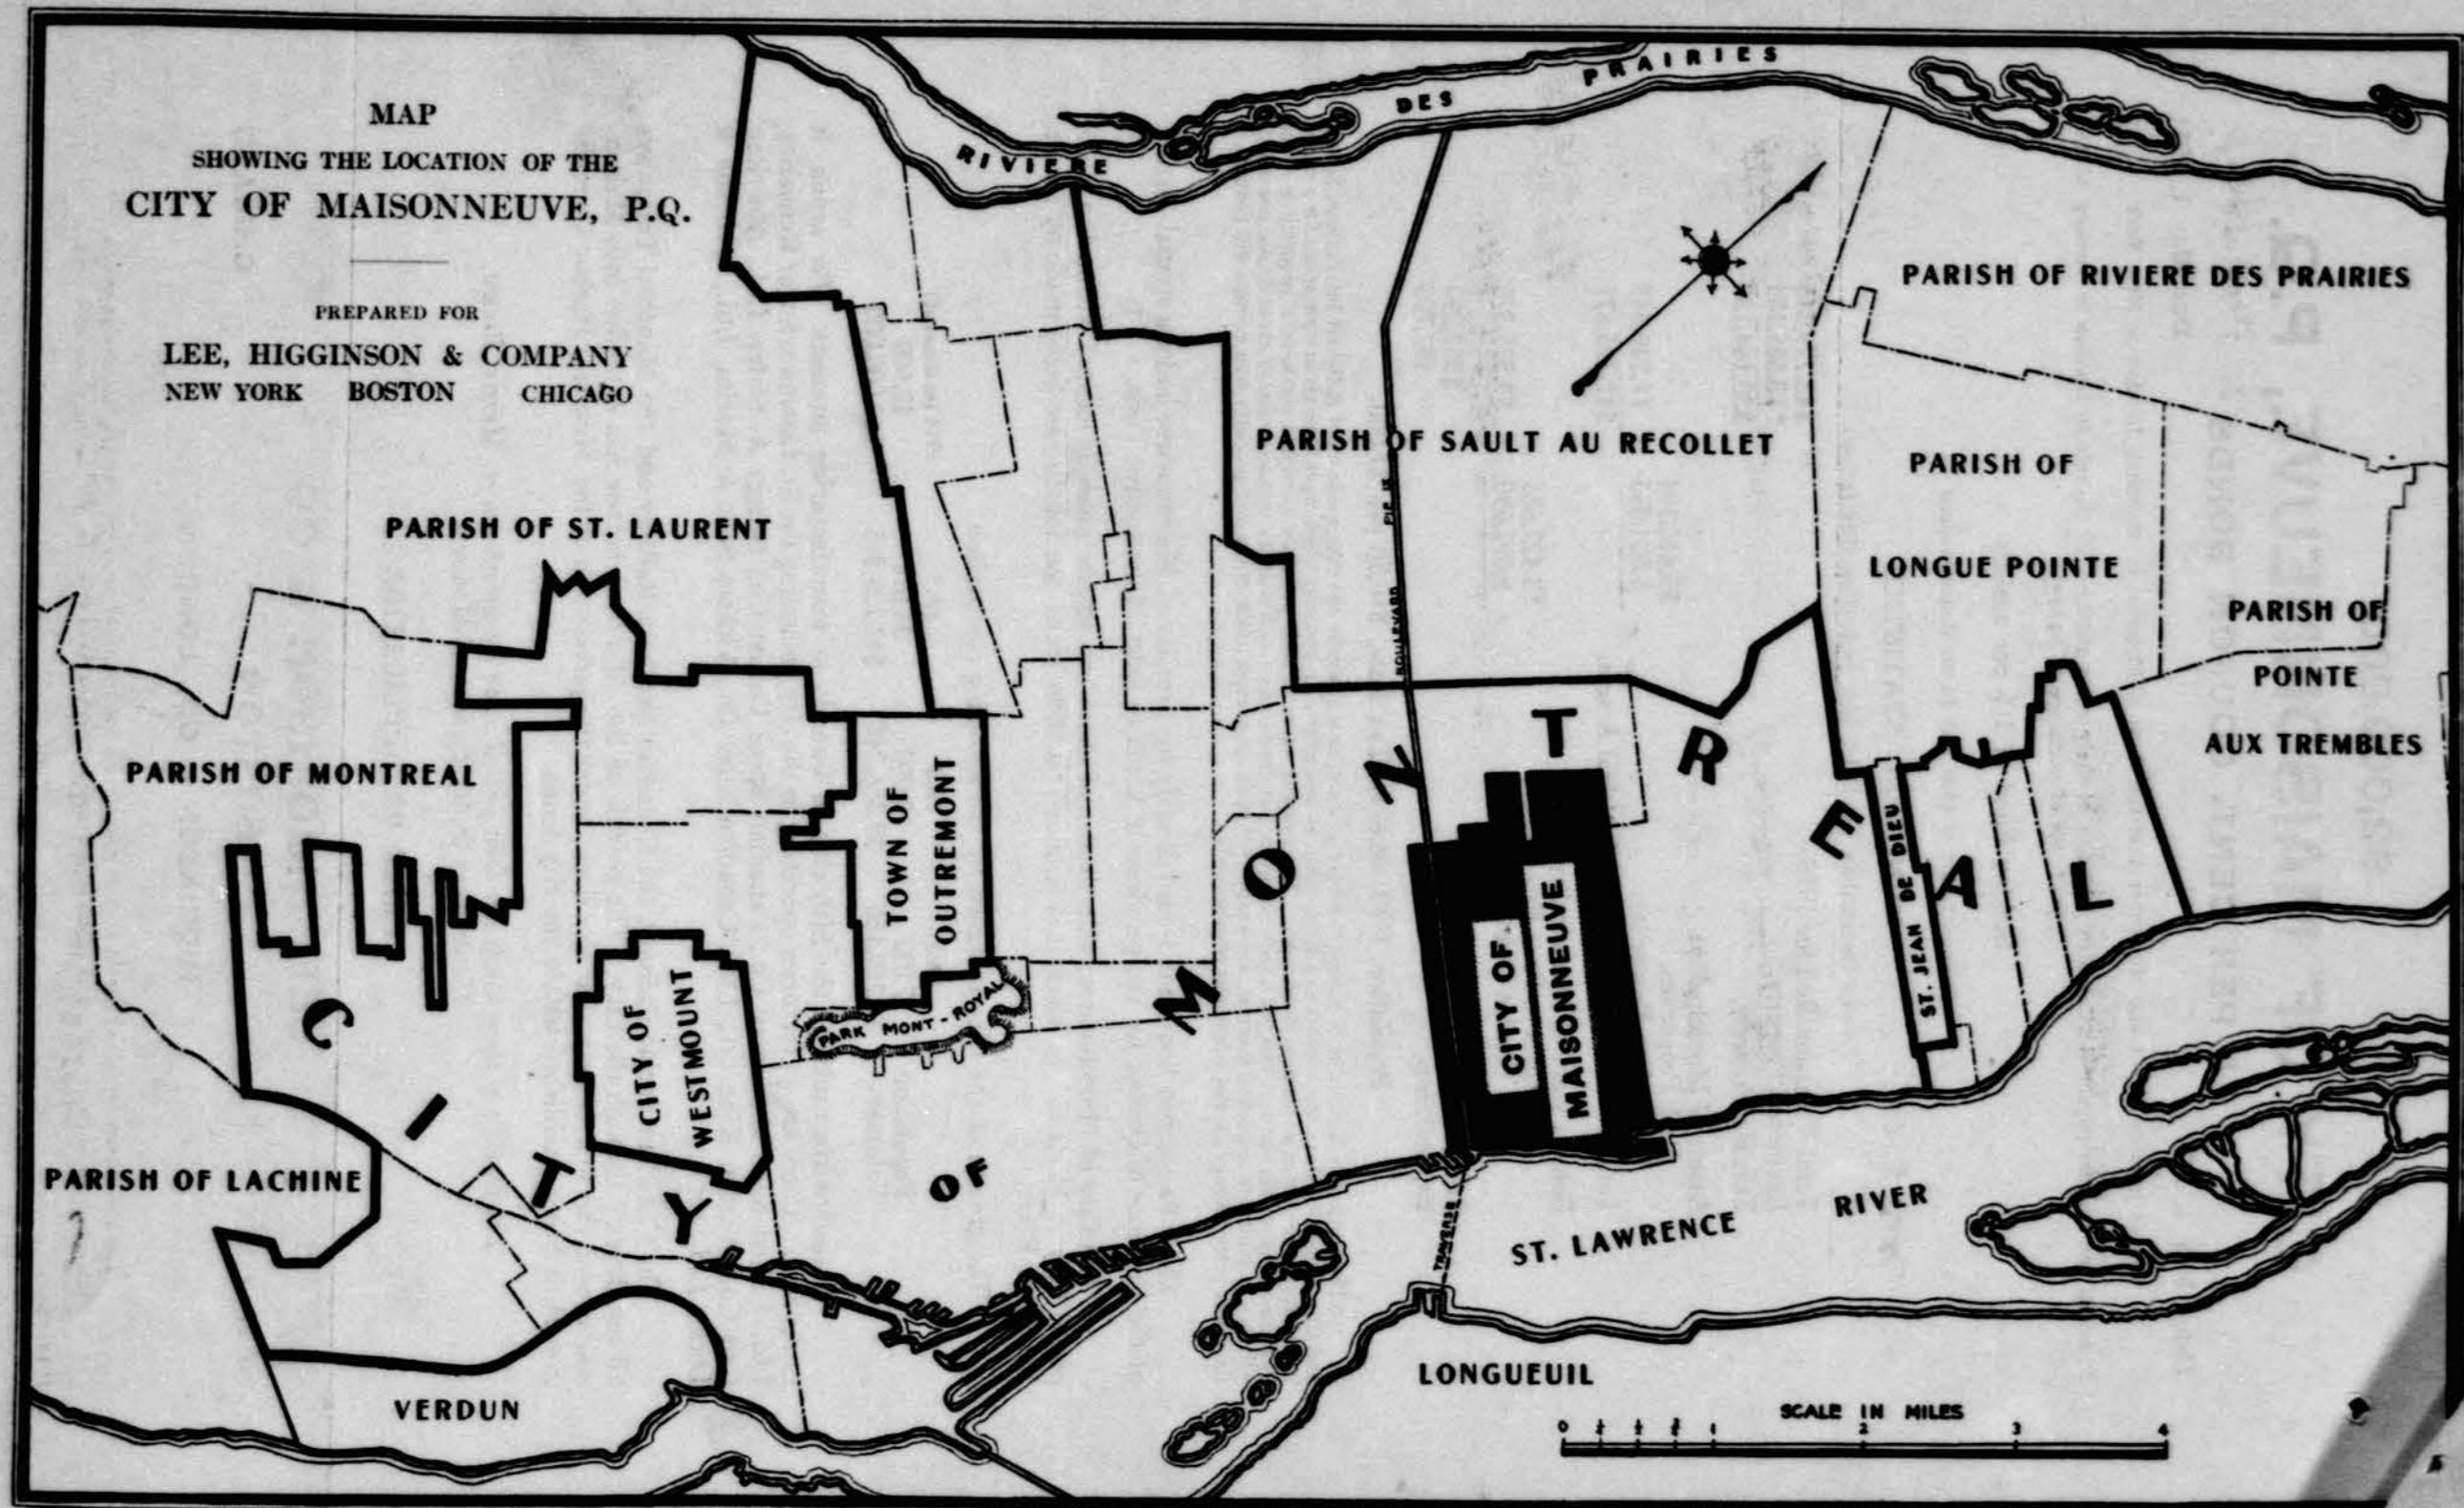 MAP
SHOWING THE LOCATION OF THE
CITY OF MAISONNEUVE, P.Q.
PREPARED FOR
LEE, HIGGINSON & COMPANY
NEW YORK BOSTON CHICAGO
RIVIERE DES PRAIRIES
PARISH OF RIVIERE DES PRAIRIES
PARISH OF SAULT AU RECOLLET
PARISH OF
LONGUE POINTE
PARISH OF ST. LAURENT
PARISH OF
POINTE
AUX TREMBLES
BOULEVARD PIE IX
PARISH OF MONTREAL
TOWN OF
OUTREMONT
CITY OF MONTREAL
CITY OF
MAISONNEUVE
ST. JEAN DE DIEU
CITY OF
WESTMOUNT
PARK MONT-ROYAL
PARISH OF LACHINE
TRAVERSE
ST. LAWRENCE RIVER
LONGUEUIL
VERDUN
SCALE IN MILES
0 1 2 3 4